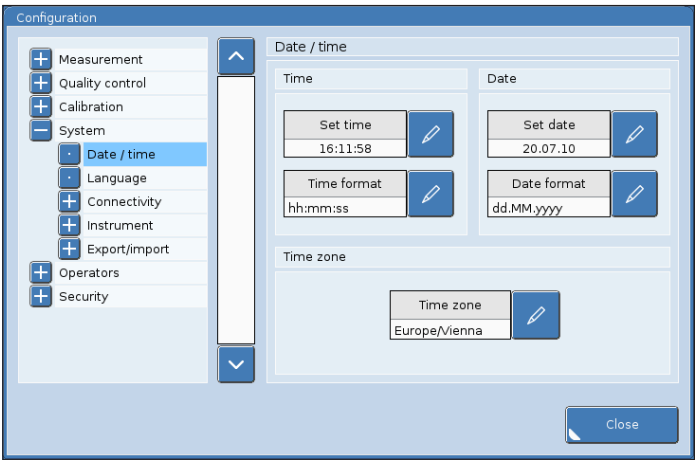 Configuration
Measurement
Quality control
Calibration
System
Date / time
Language
Connectivity
Instrument
Export/import
Operators
Security
Date / time
Time
Set time
16:11:58
Time format
hh:mm:ss
Date
Set date
20.07.10
Date format
dd.MM.yyyy
Time zone
Time zone
Europe/Vienna
Close